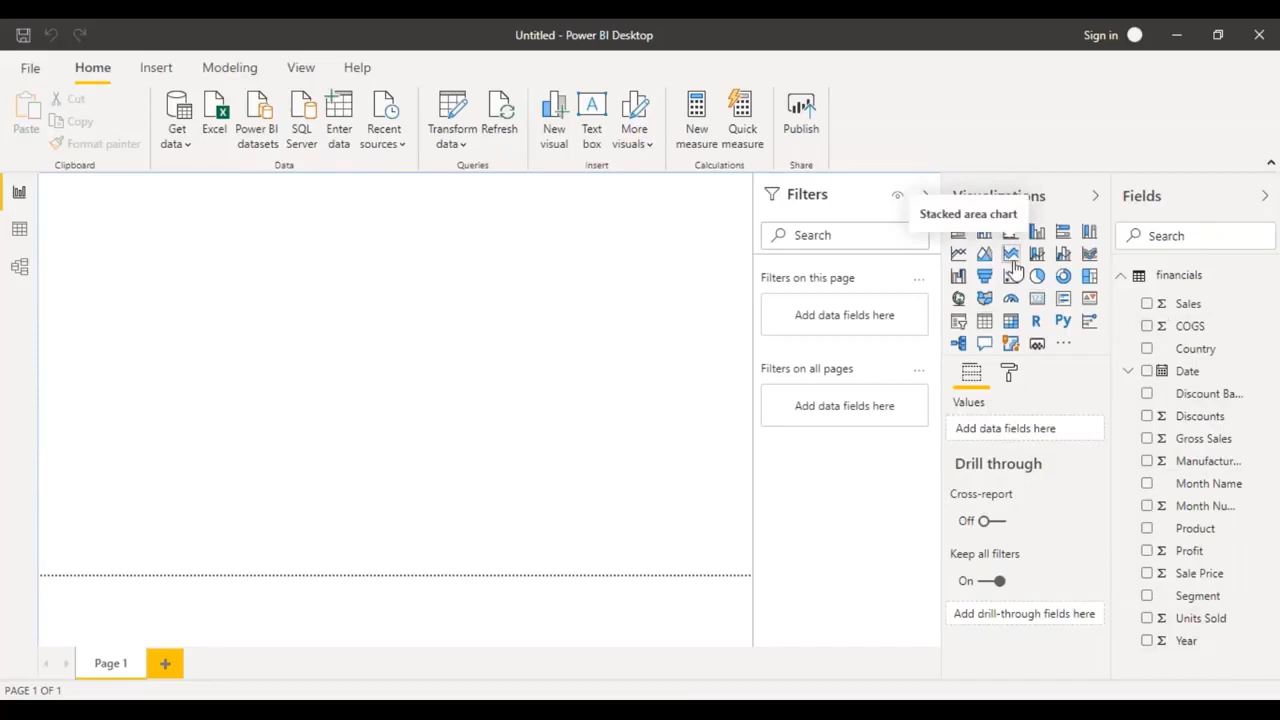 Untitled - Power BI Desktop
Sign in
File Home Insert Modeling View Help
Paste
Cut
Copy
Format painter
Clipboard
Get data
Excel
Power BI datasets
SQL Server
Enter data
Recent sources
Data
Transform data
Refresh
Queries
New visual
Text box
More visuals
Insert
New measure
Quick measure
Calculations
Publish
Share
Filters
Search
Filters on this page
...
Add data fields here
Filters on all pages
...
Add data fields here
Stacked area chart
R
Py
...
Values
Add data fields here
Drill through
Cross-report
Off
Keep all filters
On
Add drill-through fields here
Fields
Search
financials
Σ Sales
Σ COGS
Country
Date
Discount Ba...
Σ Discounts
Σ Gross Sales
Σ Manufactur...
Month Name
Σ Month Nu...
Product
Σ Profit
Σ Sale Price
Segment
Σ Units Sold
Σ Year
Page 1
PAGE 1 OF 1